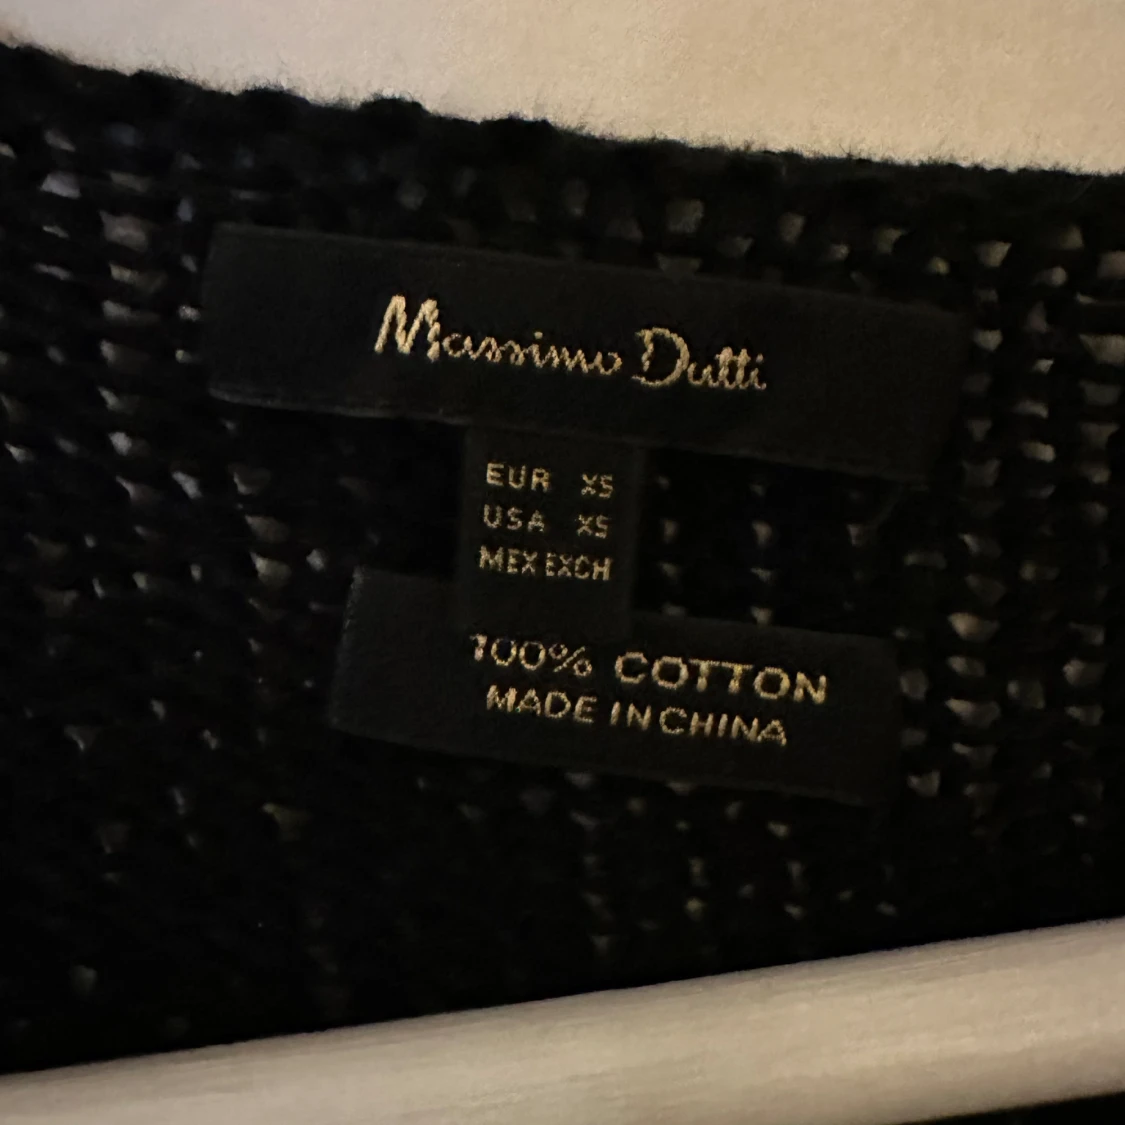 Massimo Dutti
EUR XS
USA XS
MEX EXCH
100% COTTON
MADE IN CHINA